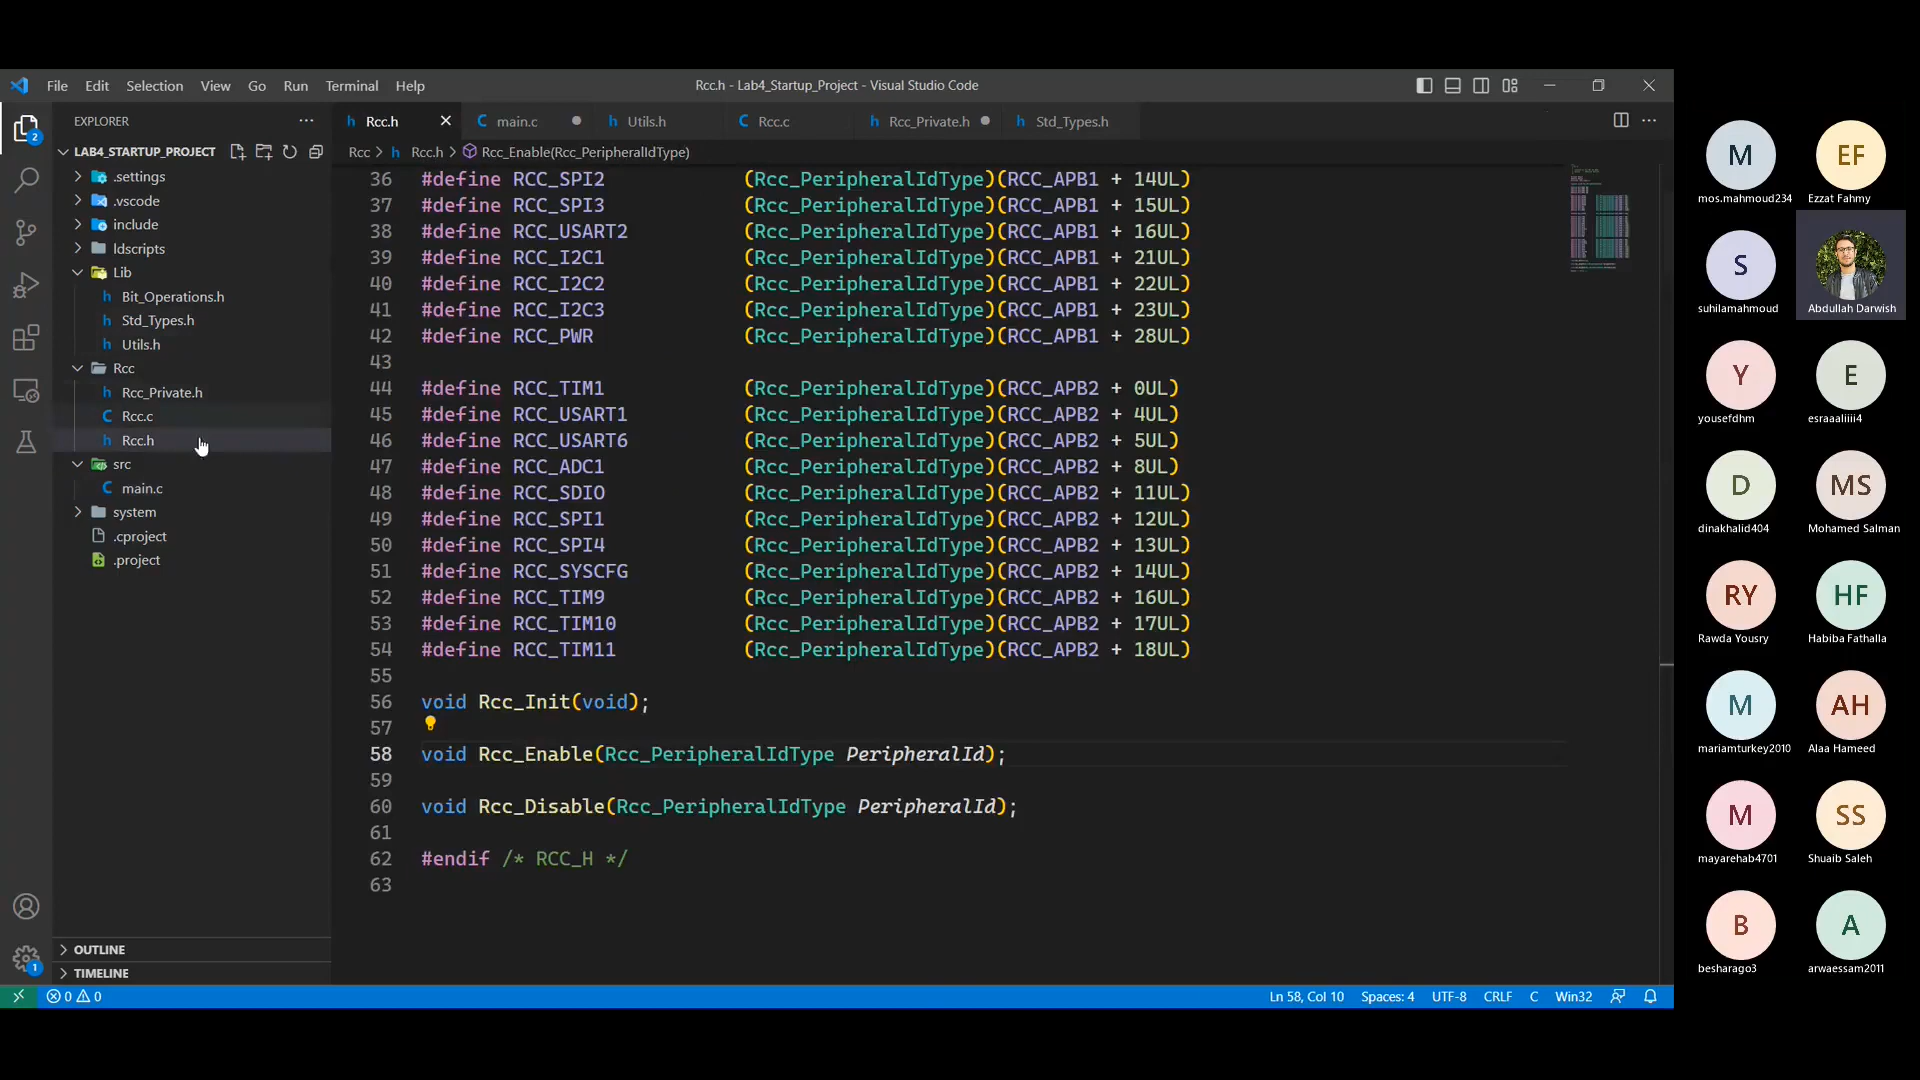 File Edit Selection View Go Run Terminal Help
Rcc.h - Lab4_Startup_Project - Visual Studio Code
EXPLORER
LAB4_STARTUP_PROJECT
.settings
.vscode
include
ldscripts
Lib
Bit_Operations.h
Std_Types.h
Utils.h
Rcc
Rcc_Private.h
Rcc.c
Rcc.h
src
main.c
system
.cproject
.project
OUTLINE
TIMELINE
2
1
Rcc.h main.c Utils.h Rcc.c Rcc_Private.h Std_Types.h
Rcc > Rcc.h > Rcc_Enable(Rcc_PeripheralIdType)
36 #define RCC_SPI2 (Rcc_PeripheralIdType)(RCC_APB1 + 14UL)
37 #define RCC_SPI3 (Rcc_PeripheralIdType)(RCC_APB1 + 15UL)
38 #define RCC_USART2 (Rcc_PeripheralIdType)(RCC_APB1 + 16UL)
39 #define RCC_I2C1 (Rcc_PeripheralIdType)(RCC_APB1 + 21UL)
40 #define RCC_I2C2 (Rcc_PeripheralIdType)(RCC_APB1 + 22UL)
41 #define RCC_I2C3 (Rcc_PeripheralIdType)(RCC_APB1 + 23UL)
42 #define RCC_PWR (Rcc_PeripheralIdType)(RCC_APB1 + 28UL)
43
44 #define RCC_TIM1 (Rcc_PeripheralIdType)(RCC_APB2 + 0UL)
45 #define RCC_USART1 (Rcc_PeripheralIdType)(RCC_APB2 + 4UL)
46 #define RCC_USART6 (Rcc_PeripheralIdType)(RCC_APB2 + 5UL)
47 #define RCC_ADC1 (Rcc_PeripheralIdType)(RCC_APB2 + 8UL)
48 #define RCC_SDIO (Rcc_PeripheralIdType)(RCC_APB2 + 11UL)
49 #define RCC_SPI1 (Rcc_PeripheralIdType)(RCC_APB2 + 12UL)
50 #define RCC_SPI4 (Rcc_PeripheralIdType)(RCC_APB2 + 13UL)
51 #define RCC_SYSCFG (Rcc_PeripheralIdType)(RCC_APB2 + 14UL)
52 #define RCC_TIM9 (Rcc_PeripheralIdType)(RCC_APB2 + 16UL)
53 #define RCC_TIM10 (Rcc_PeripheralIdType)(RCC_APB2 + 17UL)
54 #define RCC_TIM11 (Rcc_PeripheralIdType)(RCC_APB2 + 18UL)
55
56 void Rcc_Init(void);
57
58 void Rcc_Enable(Rcc_PeripheralIdType PeripheralId);
59
60 void Rcc_Disable(Rcc_PeripheralIdType PeripheralId);
61
62 #endif /* RCC_H */
63
0 0
Ln 58, Col 10 Spaces: 4 UTF-8 CRLF C Win32
M EF
mos.mahmoud234 Ezzat Fahmy
S
suhilamahmoud Abdullah Darwish
Y E
yousefdhm esraaliiii4
D MS
dinakhalid404 Mohamed Salman
RY HF
Rawda Yousry Habiba Fathalla
M AH
mariamturkey2010 Alaa Hameed
M SS
mayarehab4701 Shuaib Saleh
B A
besharago3 arwaessam2011